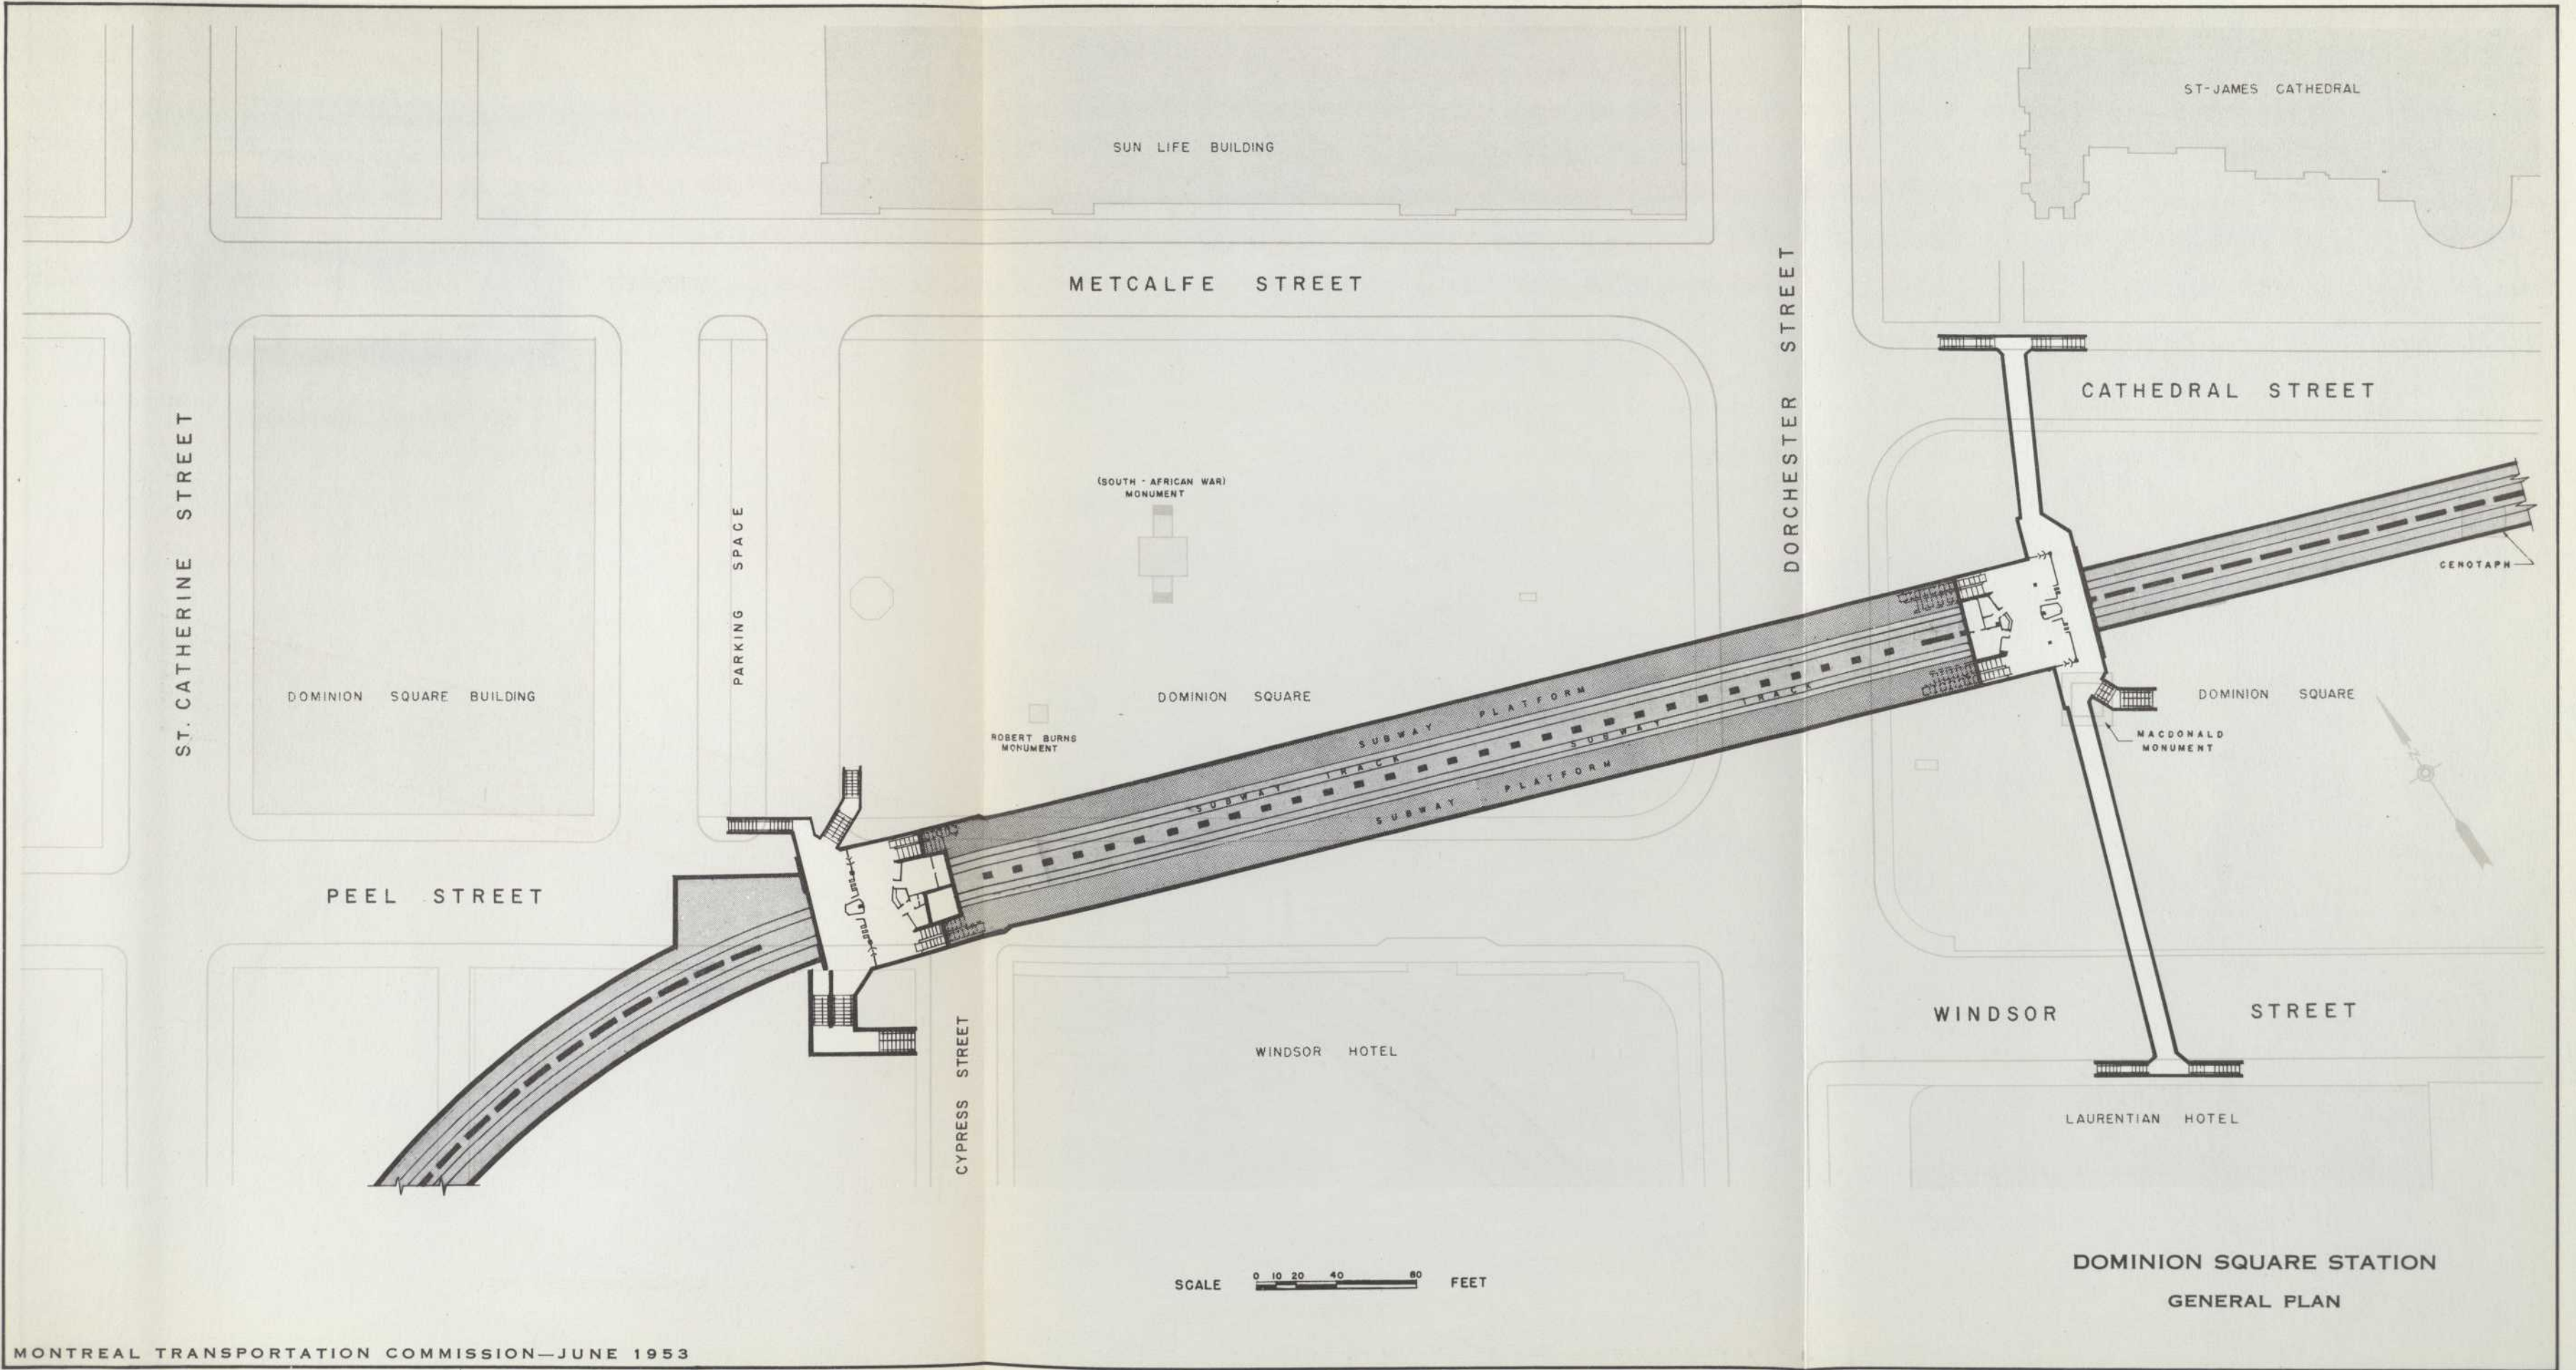 ST-JAMES CATHEDRAL
SUN LIFE BUILDING
METCALFE STREET
DORCHESTER STREET
CATHEDRAL STREET
ST. CATHERINE STREET
(SOUTH - AFRICAN WAR)
MONUMENT
PARKING SPACE
CENOTAPH
DOMINION SQUARE BUILDING
DOMINION SQUARE
DOMINION SQUARE
ROBERT BURNS
MONUMENT
MACDONALD
MONUMENT
SUBWAY PLATFORM
SUBWAY TRACK
SUBWAY TRACK
SUBWAY PLATFORM
PEEL STREET
WINDSOR STREET
CYPRESS STREET
WINDSOR HOTEL
LAURENTIAN HOTEL
SCALE 0 10 20 40 80 FEET
DOMINION SQUARE STATION
GENERAL PLAN
MONTREAL TRANSPORTATION COMMISSION—JUNE 1953